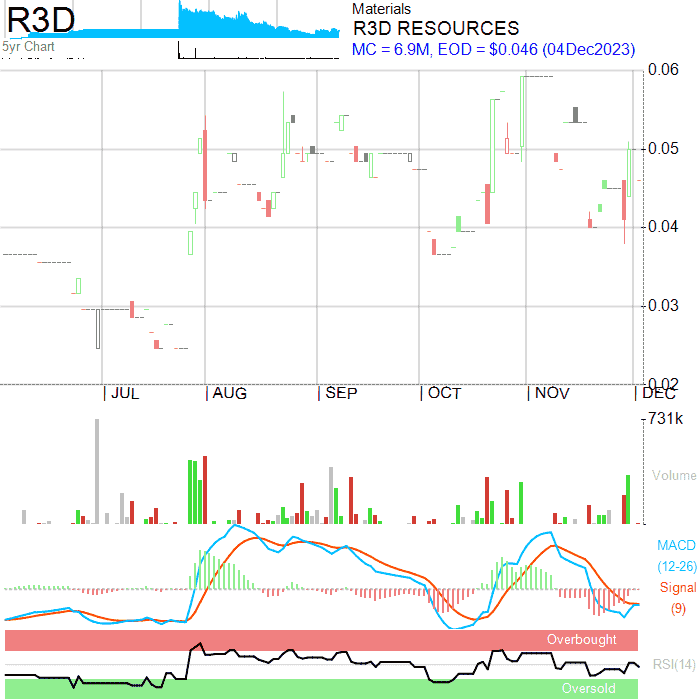 R3D
5yr Chart
Materials
R3D RESOURCES
MC = 6.9M, EOD = $0.046 (04Dec2023)
0.06
0.05
0.04
0.03
0.02
JUL
AUG
SEP
OCT
NOV
DEC
731k
Volume
MACD
(12-26)
Signal
(9)
Overbought
RSI(14)
Oversold